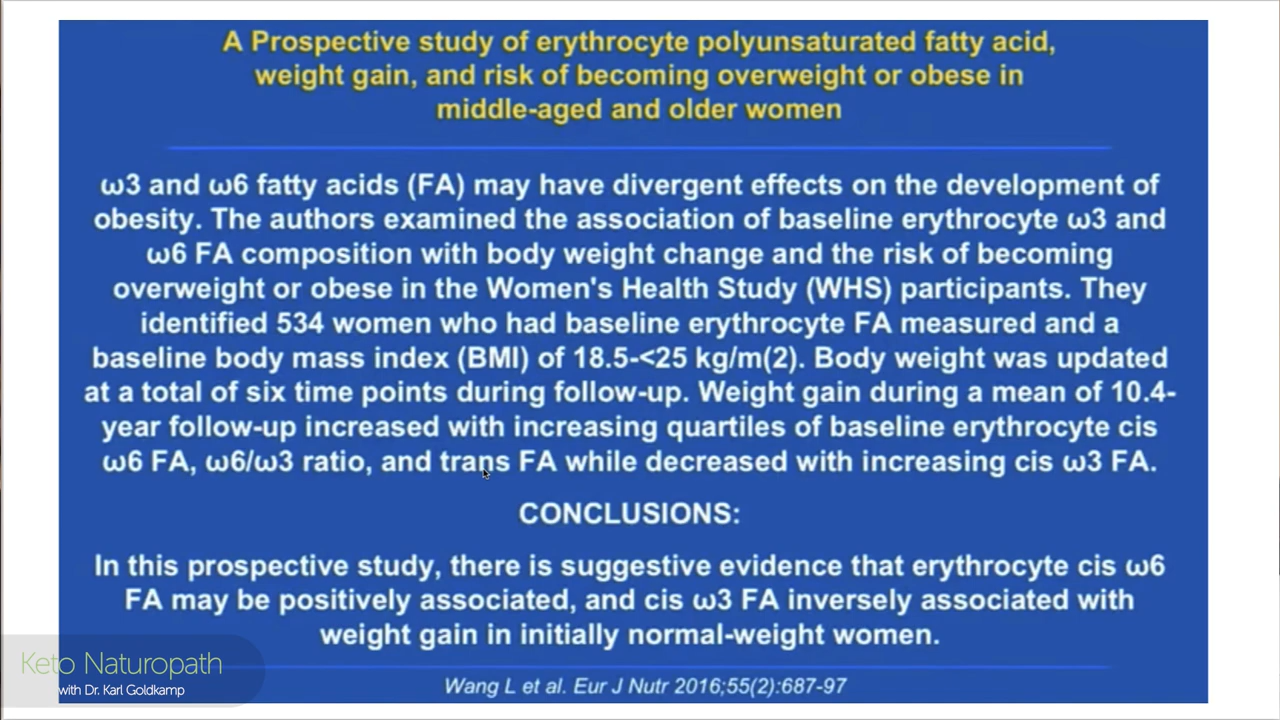 A Prospective study of erythrocyte polyunsaturated fatty acid,
weight gain, and risk of becoming overweight or obese in
middle-aged and older women
ω3 and ω6 fatty acids (FA) may have divergent effects on the development of
obesity. The authors examined the association of baseline erythrocyte ω3 and
ω6 FA composition with body weight change and the risk of becoming
overweight or obese in the Women's Health Study (WHS) participants. They
identified 534 women who had baseline erythrocyte FA measured and a
baseline body mass index (BMI) of 18.5-<25 kg/m(2). Body weight was updated
at a total of six time points during follow-up. Weight gain during a mean of 10.4-
year follow-up increased with increasing quartiles of baseline erythrocyte cis
ω6 FA, ω6/ω3 ratio, and trans FA while decreased with increasing cis ω3 FA.
CONCLUSIONS:
In this prospective study, there is suggestive evidence that erythrocyte cis ω6
FA may be positively associated, and cis ω3 FA inversely associated with
weight gain in initially normal-weight women.
Wang L et al. Eur J Nutr 2016;55(2):687-97
Keto Naturopath
with Dr. Karl Goldkamp